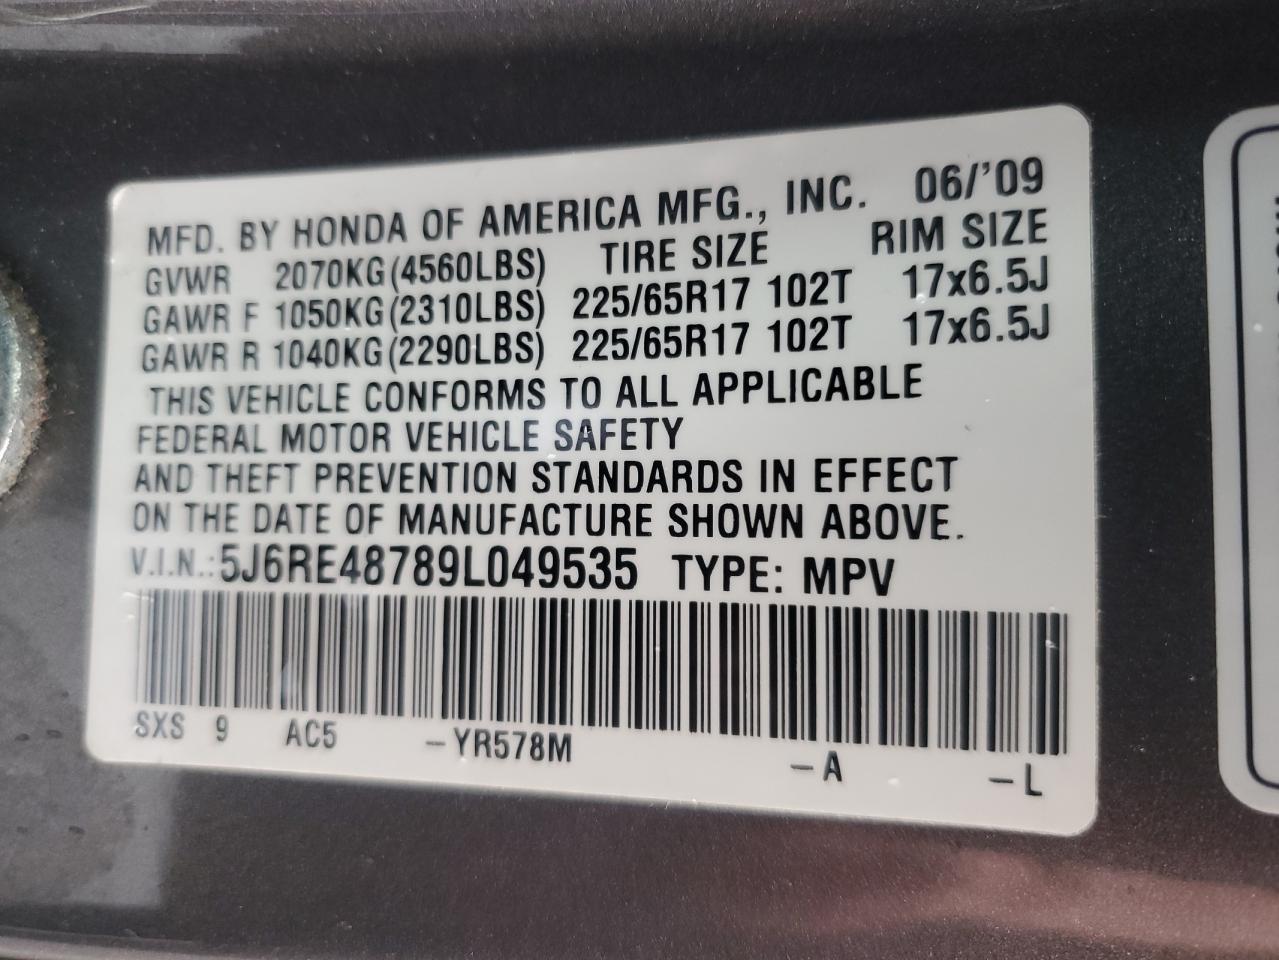 MFD. BY HONDA OF AMERICA MFG., INC. 06/'09
GVWR 2070KG(4560LBS) TIRE SIZE RIM SIZE
GAWR F 1050KG(2310LBS) 225/65R17 102T 17x6.5J
GAWR R 1040KG(2290LBS) 225/65R17 102T 17x6.5J
THIS VEHICLE CONFORMS TO ALL APPLICABLE
FEDERAL MOTOR VEHICLE SAFETY
AND THEFT PREVENTION STANDARDS IN EFFECT
ON THE DATE OF MANUFACTURE SHOWN ABOVE.
V.I.N.:5J6RE48789L049535 TYPE: MPV
SXS 9 AC5 -YR578M -A -L